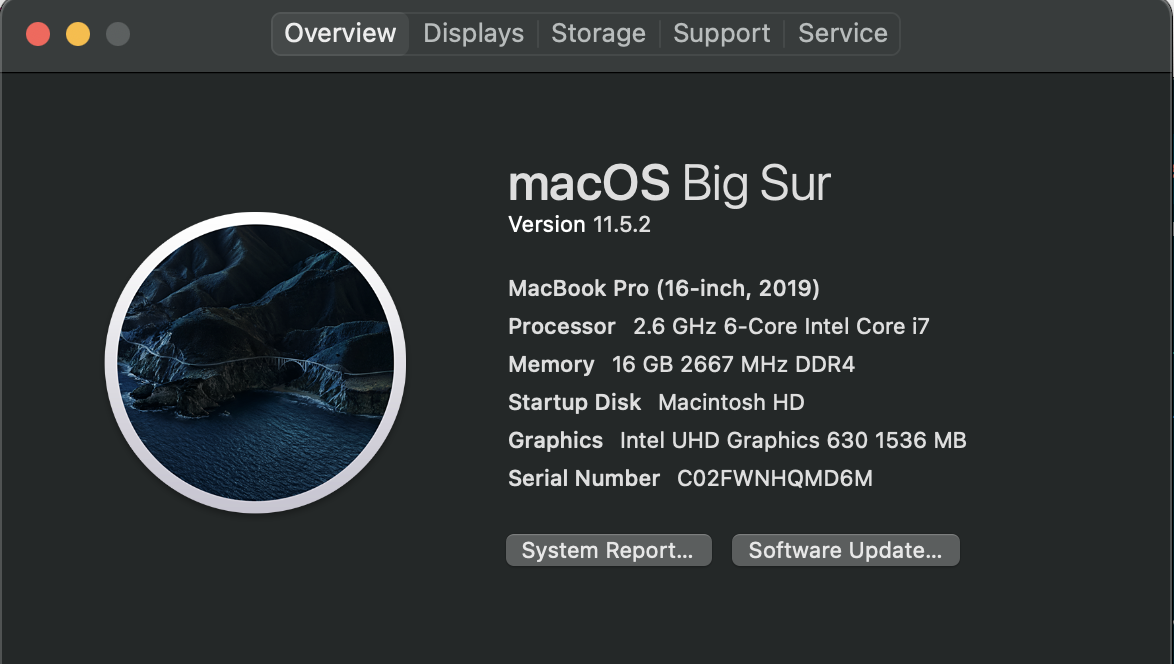 Overview Displays Storage Support Service
macOS Big Sur
Version 11.5.2
MacBook Pro (16-inch, 2019)
Processor 2.6 GHz 6-Core Intel Core i7
Memory 16 GB 2667 MHz DDR4
Startup Disk Macintosh HD
Graphics Intel UHD Graphics 630 1536 MB
Serial Number C02FWNHQMD6M
System Report... Software Update...